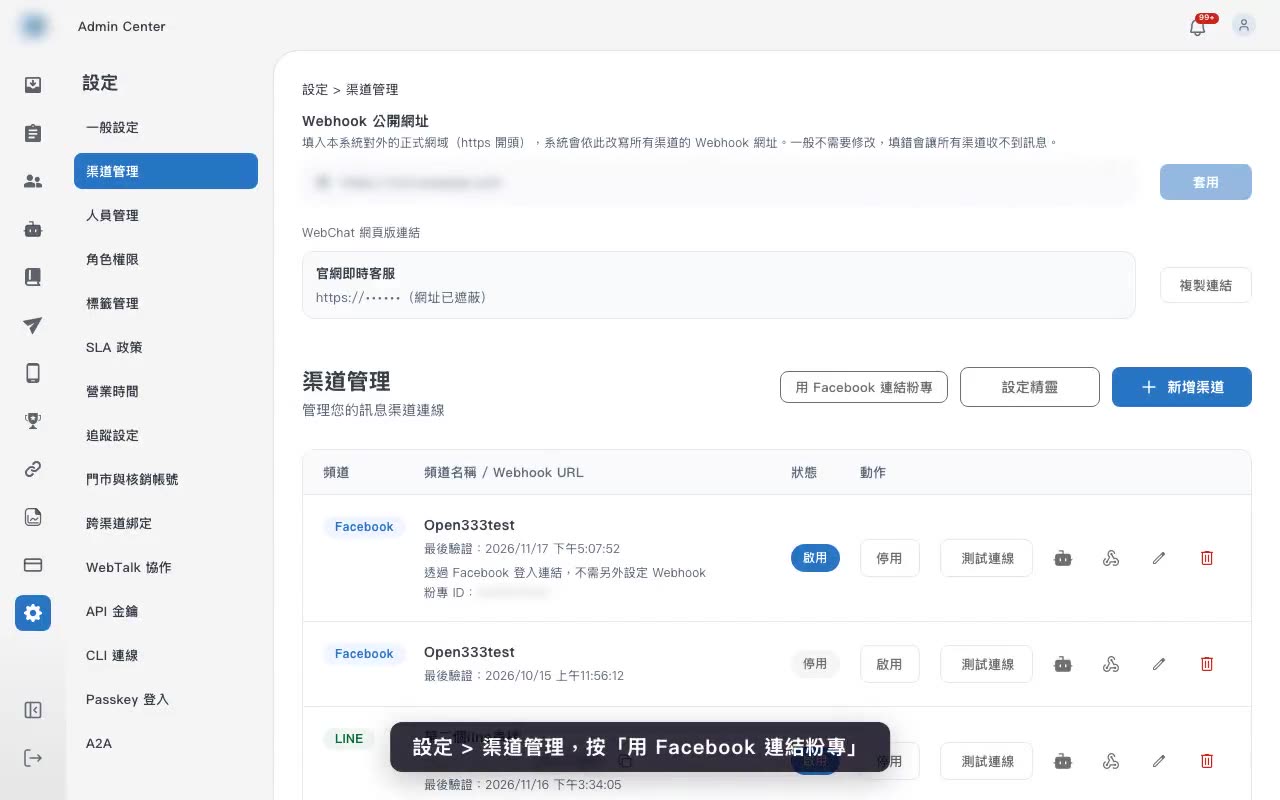 Admin Center
99+
設定
一般設定
渠道管理
人員管理
角色權限
標籤管理
SLA 政策
營業時間
追蹤設定
門市與核銷帳號
跨渠道綁定
WebTalk 協作
API 金鑰
CLI 連線
Passkey 登入
A2A
設定 > 渠道管理
Webhook 公開網址
填入本系統對外的正式網域（https 開頭），系統會依此改寫所有渠道的 Webhook 網址。一般不需要修改，填錯會讓所有渠道收不到訊息。
套用
WebChat 網頁版連結
官網即時客服
https://••••••（網址已遮蔽）
複製連結
渠道管理
管理您的訊息渠道連線
用 Facebook 連結粉專
設定精靈
+ 新增渠道
頻道 頻道名稱 / Webhook URL 狀態 動作
Facebook Open333test
最後驗證：2026/11/17 下午5:07:52
透過 Facebook 登入連結，不需另外設定 Webhook
粉專 ID：
啟用 停用 測試連線
Facebook Open333test
最後驗證：2026/10/15 上午11:56:12
停用 啟用 測試連線
LINE
設定 > 渠道管理，按「用 Facebook 連結粉專」
啟用 停用 測試連線
最後驗證：2026/11/16 下午3:34:05